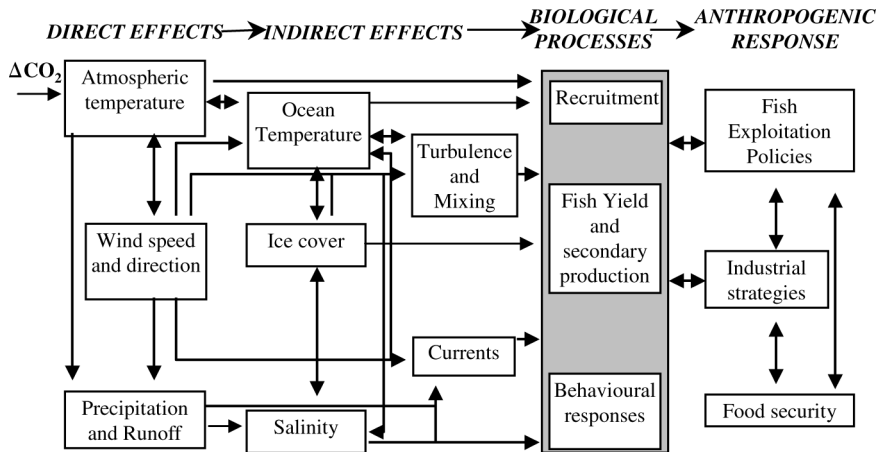 DIRECT EFFECTS
INDIRECT EFFECTS
BIOLOGICAL
PROCESSES
ANTHROPOGENIC
RESPONSE
ΔCO₂
Atmospheric
temperature
Ocean
Temperature
Turbulence
and
Mixing
Wind speed
and direction
Ice cover
Currents
Precipitation
and Runoff
Salinity
Recruitment
Fish Yield
and
secondary
production
Behavioural
responses
Fish
Exploitation
Policies
Industrial
strategies
Food security